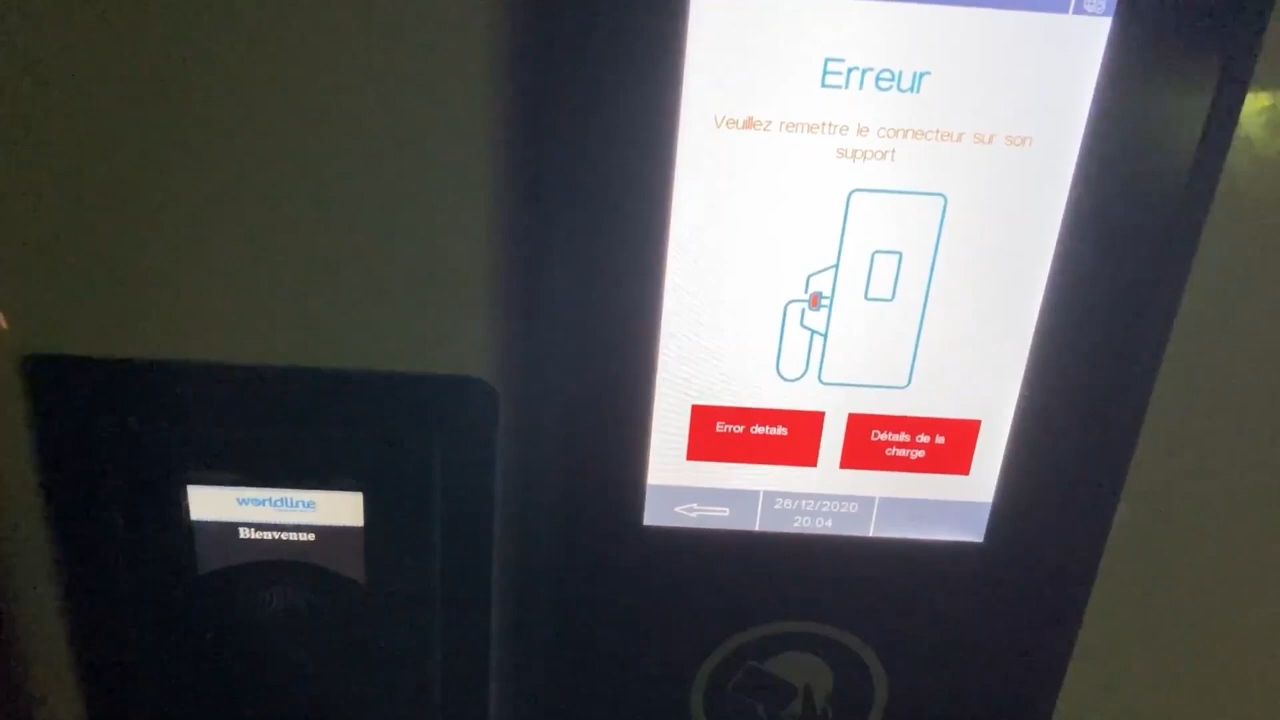 Erreur
Veuillez remettre le connecteur sur son
support
Error details
Détails de la
charge
26/12/2020
20:04
worldline
Bienvenue